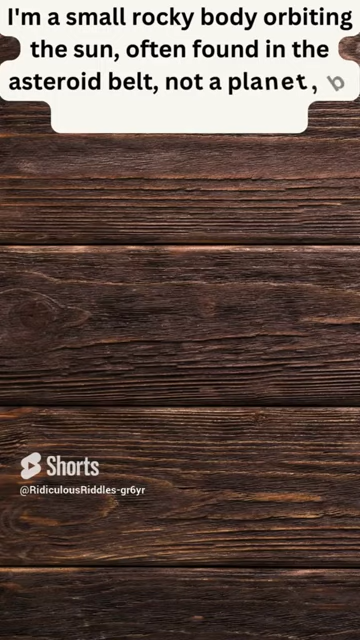 I'm a small rocky body orbiting
the sun, often found in the
asteroid belt, not a planet, b
Shorts
@RidiculousRiddles-gr6yr